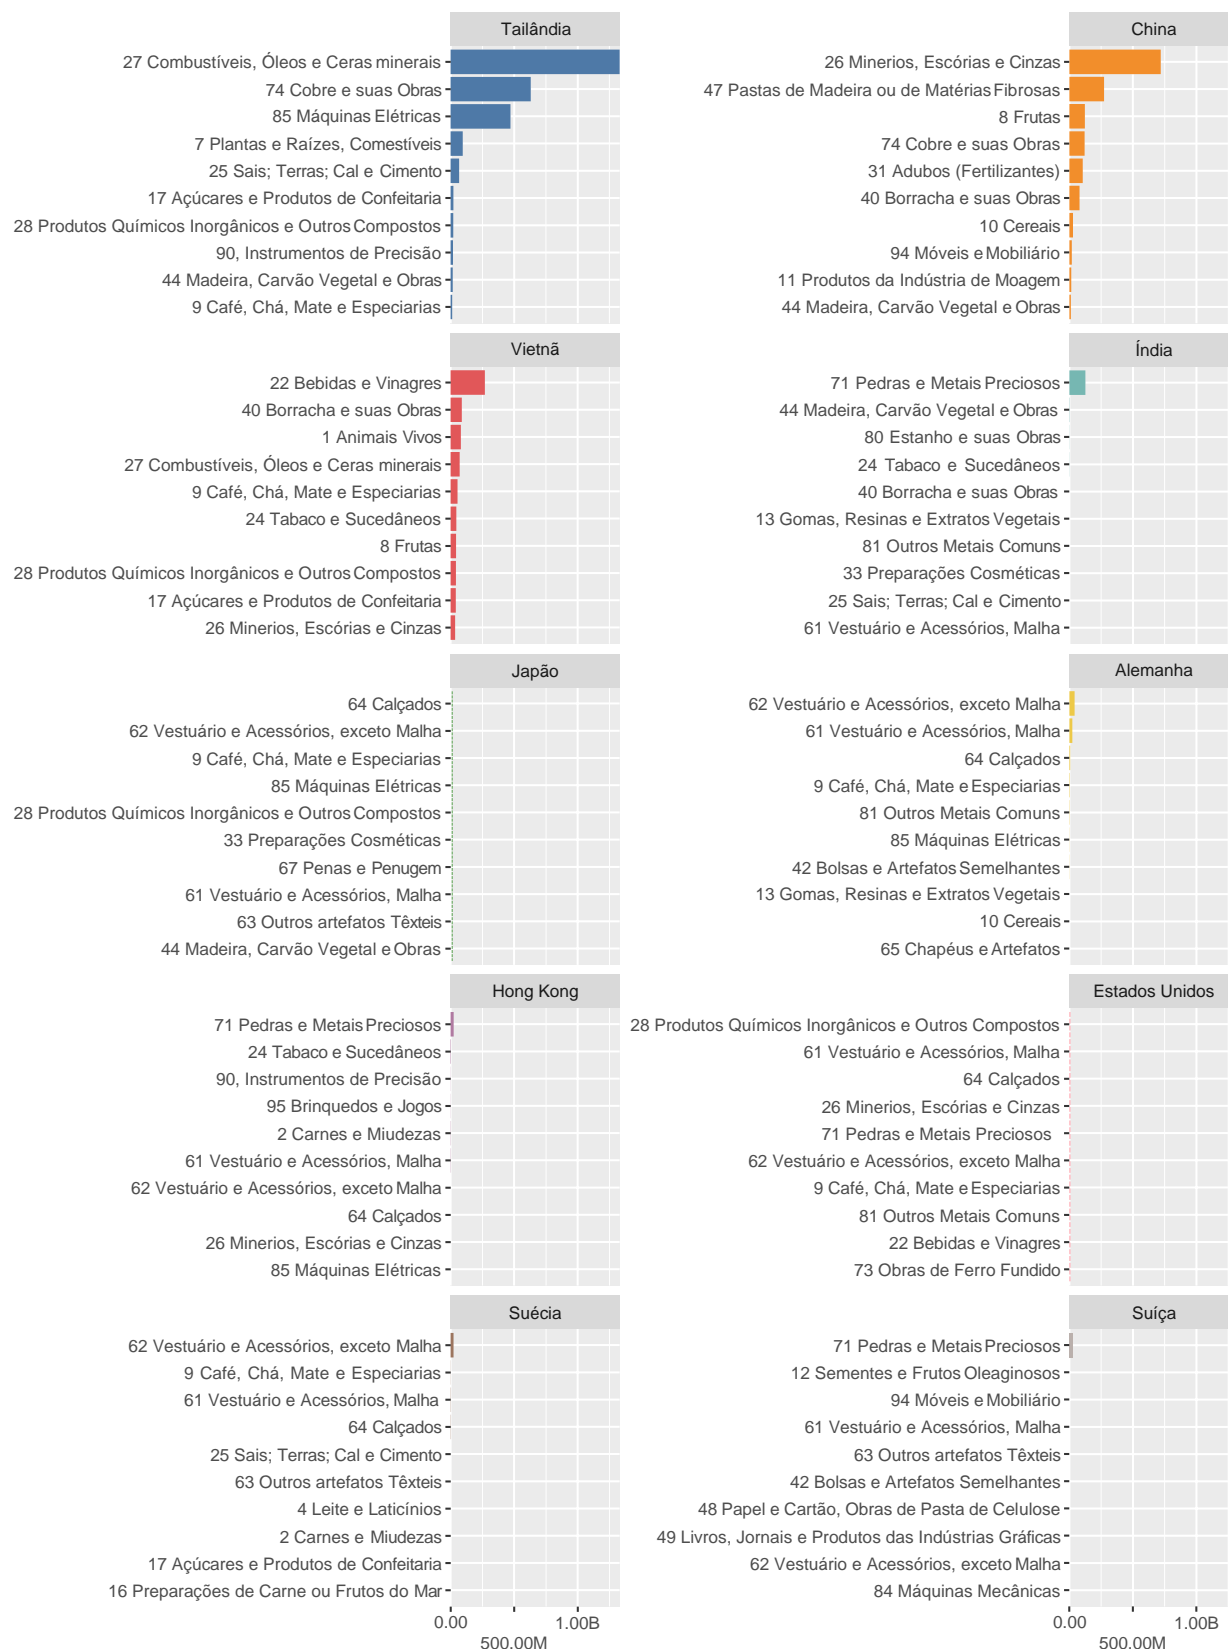 Tailândia
27 Combustíveis, Óleos e Ceras minerais
74 Cobre e suas Obras
85 Máquinas Elétricas
7 Plantas e Raízes, Comestíveis
25 Sais; Terras; Cal e Cimento
17 Açúcares e Produtos de Confeitaria
28 Produtos Químicos Inorgânicos e Outros Compostos
90, Instrumentos de Precisão
44 Madeira, Carvão Vegetal e Obras
9 Café, Chá, Mate e Especiarias
China
26 Minerios, Escórias e Cinzas
47 Pastas de Madeira ou de Matérias Fibrosas
8 Frutas
74 Cobre e suas Obras
31 Adubos (Fertilizantes)
40 Borracha e suas Obras
10 Cereais
94 Móveis e Mobiliário
11 Produtos da Indústria de Moagem
44 Madeira, Carvão Vegetal e Obras
Vietnã
22 Bebidas e Vinagres
40 Borracha e suas Obras
1 Animais Vivos
27 Combustíveis, Óleos e Ceras minerais
9 Café, Chá, Mate e Especiarias
24 Tabaco e Sucedâneos
8 Frutas
28 Produtos Químicos Inorgânicos e Outros Compostos
17 Açúcares e Produtos de Confeitaria
26 Minerios, Escórias e Cinzas
Índia
71 Pedras e Metais Preciosos
44 Madeira, Carvão Vegetal e Obras
80 Estanho e suas Obras
24 Tabaco e Sucedâneos
40 Borracha e suas Obras
13 Gomas, Resinas e Extratos Vegetais
81 Outros Metais Comuns
33 Preparações Cosméticas
25 Sais; Terras; Cal e Cimento
61 Vestuário e Acessórios, Malha
Japão
64 Calçados
62 Vestuário e Acessórios, exceto Malha
9 Café, Chá, Mate e Especiarias
85 Máquinas Elétricas
28 Produtos Químicos Inorgânicos e Outros Compostos
33 Preparações Cosméticas
67 Penas e Penugem
61 Vestuário e Acessórios, Malha
63 Outros artefatos Têxteis
44 Madeira, Carvão Vegetal e Obras
Alemanha
62 Vestuário e Acessórios, exceto Malha
61 Vestuário e Acessórios, Malha
64 Calçados
9 Café, Chá, Mate e Especiarias
81 Outros Metais Comuns
85 Máquinas Elétricas
42 Bolsas e Artefatos Semelhantes
13 Gomas, Resinas e Extratos Vegetais
10 Cereais
65 Chapéus e Artefatos
Hong Kong
71 Pedras e Metais Preciosos
24 Tabaco e Sucedâneos
90, Instrumentos de Precisão
95 Brinquedos e Jogos
2 Carnes e Miudezas
61 Vestuário e Acessórios, Malha
62 Vestuário e Acessórios, exceto Malha
64 Calçados
26 Minerios, Escórias e Cinzas
85 Máquinas Elétricas
Estados Unidos
28 Produtos Químicos Inorgânicos e Outros Compostos
61 Vestuário e Acessórios, Malha
64 Calçados
26 Minerios, Escórias e Cinzas
71 Pedras e Metais Preciosos
62 Vestuário e Acessórios, exceto Malha
9 Café, Chá, Mate e Especiarias
81 Outros Metais Comuns
22 Bebidas e Vinagres
73 Obras de Ferro Fundido
Suécia
62 Vestuário e Acessórios, exceto Malha
9 Café, Chá, Mate e Especiarias
61 Vestuário e Acessórios, Malha
64 Calçados
25 Sais; Terras; Cal e Cimento
63 Outros artefatos Têxteis
4 Leite e Laticínios
2 Carnes e Miudezas
17 Açúcares e Produtos de Confeitaria
16 Preparações de Carne ou Frutos do Mar
0.00 1.00B
500.00M
Suíça
71 Pedras e Metais Preciosos
12 Sementes e Frutos Oleaginosos
94 Móveis e Mobiliário
61 Vestuário e Acessórios, Malha
63 Outros artefatos Têxteis
42 Bolsas e Artefatos Semelhantes
48 Papel e Cartão, Obras de Pasta de Celulose
49 Livros, Jornais e Produtos das Indústrias Gráficas
62 Vestuário e Acessórios, exceto Malha
84 Máquinas Mecânicas
0.00 1.00B
500.00M